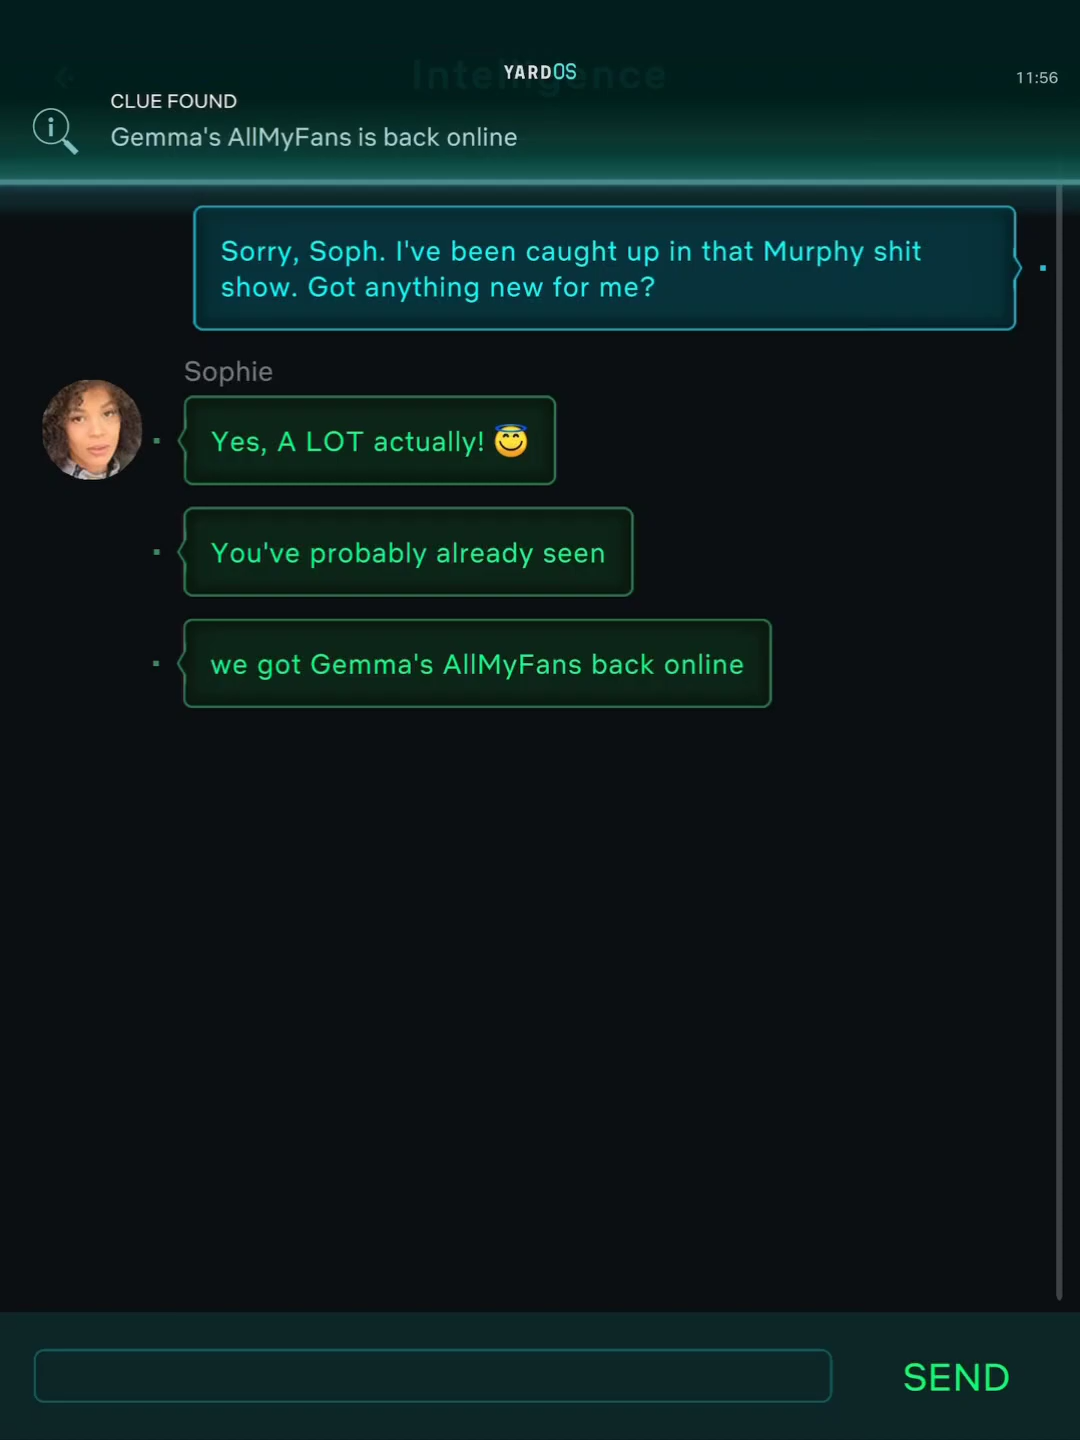 Intelligence
YARDOS
11:56
CLUE FOUND
Gemma's AllMyFans is back online
Sorry, Soph. I've been caught up in that Murphy shit
show. Got anything new for me?
Sophie
Yes, A LOT actually! 😇
You've probably already seen
we got Gemma's AllMyFans back online
SEND